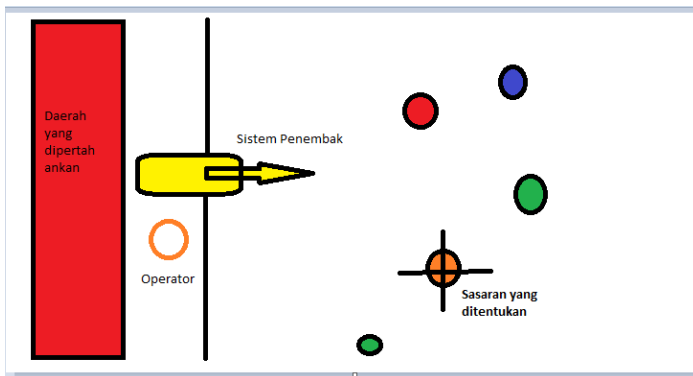 Daerah
yang
dipertah
ankan
Sistem Penembak
Operator
Sasaran yang
ditentukan